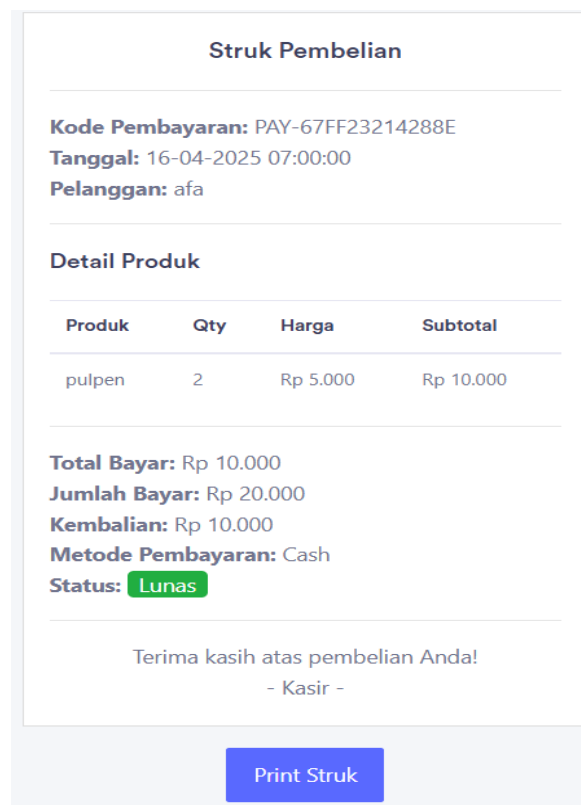 Struk Pembelian
Kode Pembayaran: PAY-67FF23214288E
Tanggal: 16-04-2025 07:00:00
Pelanggan: afa
Detail Produk
Produk Qty Harga Subtotal
pulpen 2 Rp 5.000 Rp 10.000
Total Bayar: Rp 10.000
Jumlah Bayar: Rp 20.000
Kembalian: Rp 10.000
Metode Pembayaran: Cash
Status: Lunas
Terima kasih atas pembelian Anda!
- Kasir -
Print Struk